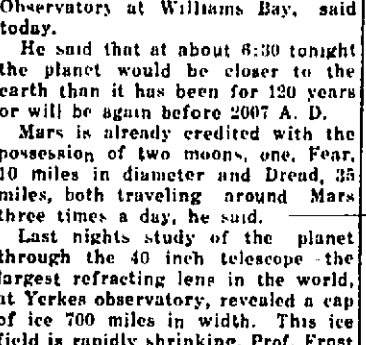 Observatory at Williams Bay, said
today.
He said that at about 6:30 tonight
the planet would be closer to the
earth than it has been for 120 years
or will be again before 2007 A. D.
Mars is already credited with the
possession of two moons, one, Fear,
10 miles in diameter and Dread, 35
miles, both traveling around Mars
three times a day, he said.
Last nights study of the planet
through the 40 inch telescope the
largest refracting lens in the world,
at Yerkes observatory, revealed a cap
of ice 700 miles in width. This ice
field is rapidly shrinking, Prof. Frost